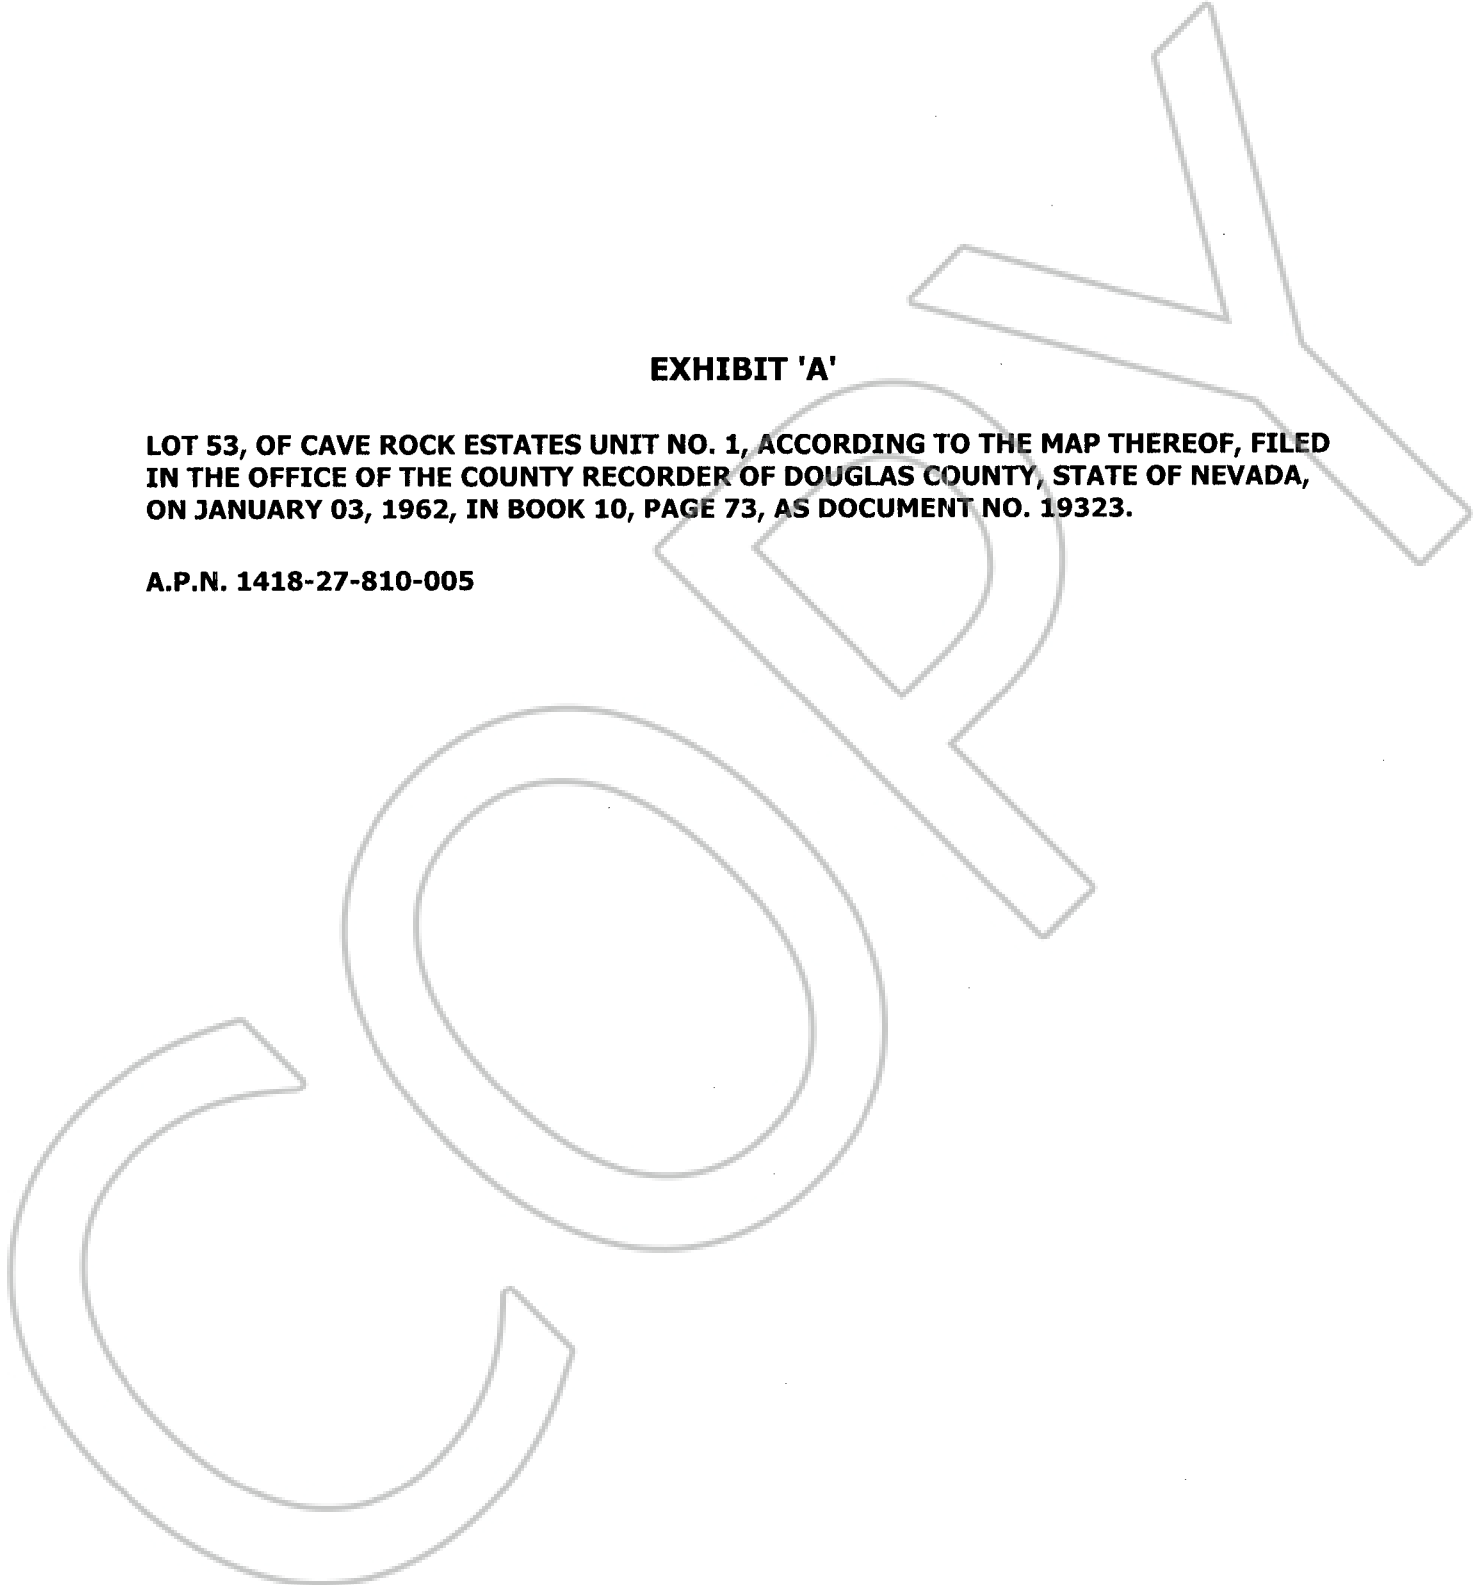 EXHIBIT 'A'
LOT 53, OF CAVE ROCK ESTATES UNIT NO. 1, ACCORDING TO THE MAP THEREOF, FILED
IN THE OFFICE OF THE COUNTY RECORDER OF DOUGLAS COUNTY, STATE OF NEVADA,
ON JANUARY 03, 1962, IN BOOK 10, PAGE 73, AS DOCUMENT NO. 19323.
A.P.N. 1418-27-810-005
COPY